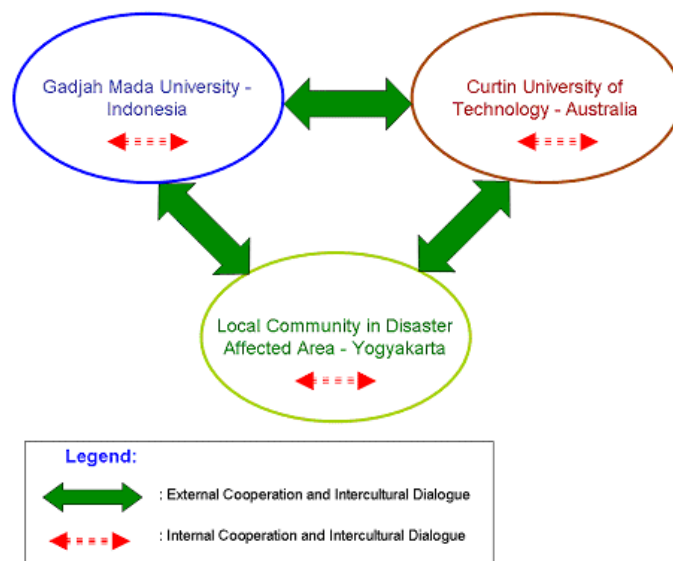 Gadjah Mada University -
Indonesia
Curtin University of
Technology - Australia
Local Community in Disaster
Affected Area - Yogyakarta
Legend:
: External Cooperation and Intercultural Dialogue
: Internal Cooperation and Intercultural Dialogue